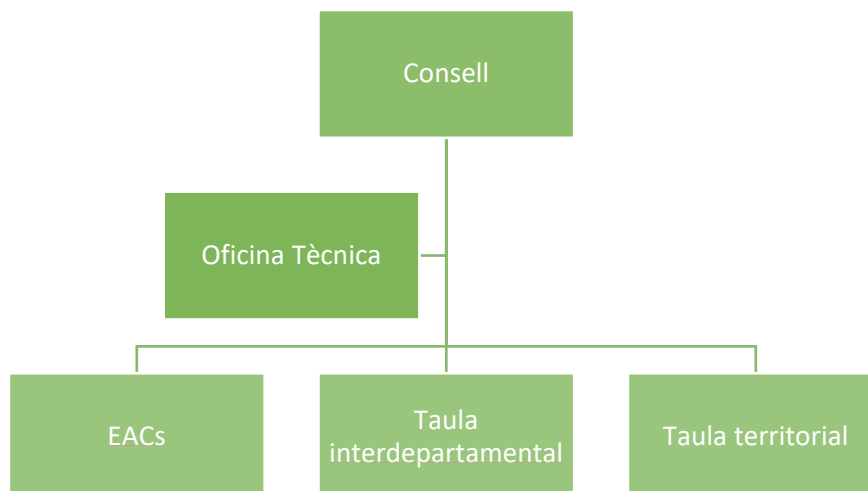 Consell
Oficina Tècnica
EACs
Taula
interdepartamental
Taula territorial